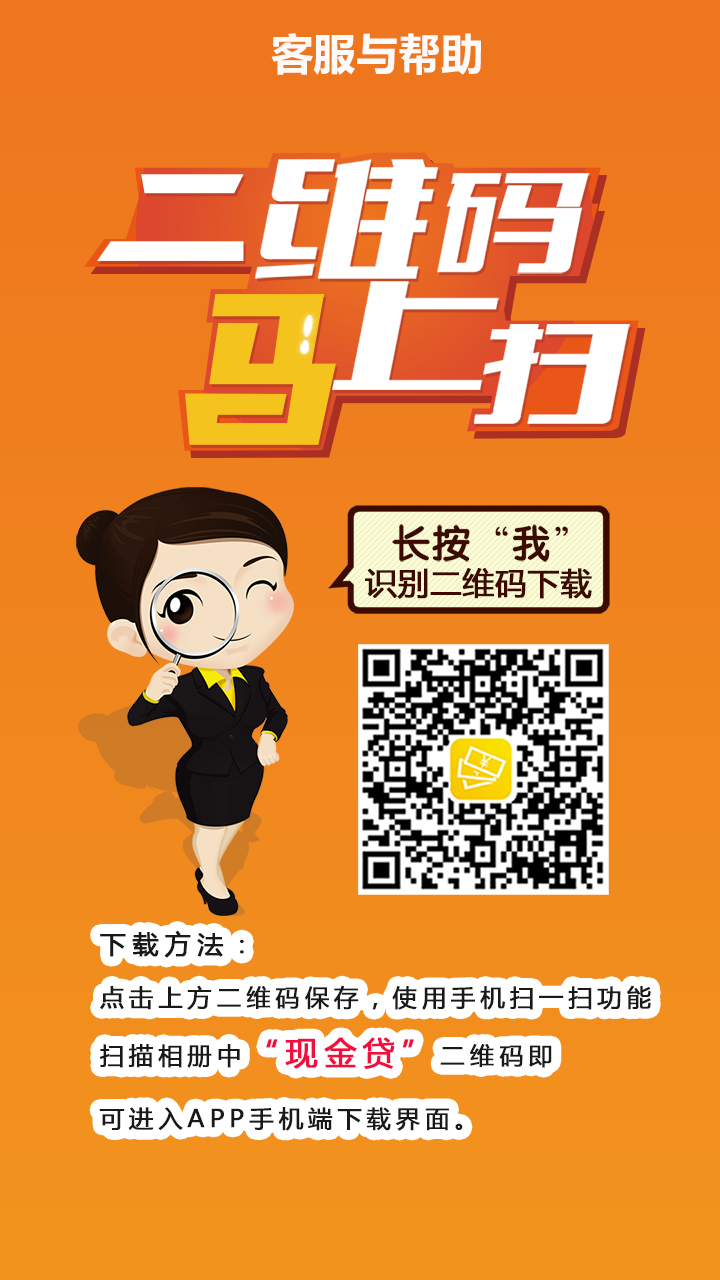 客服与帮助
二维码
马上扫
长按“我”
识别二维码下载
下载方法：
点击上方二维码保存，使用手机扫一扫功能
扫描相册中“现金贷”二维码即
可进入APP手机端下载界面。